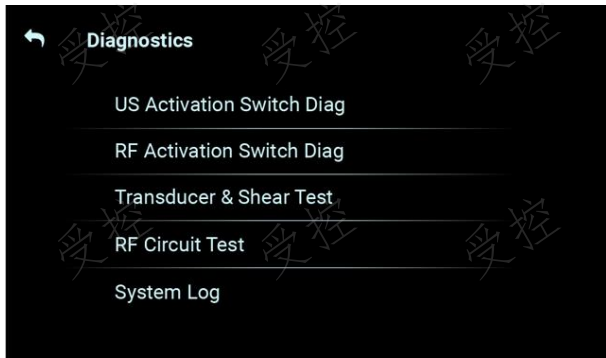 Diagnostics
US Activation Switch Diag
RF Activation Switch Diag
Transducer & Shear Test
RF Circuit Test
System Log
受控
受控
受控
受控
受控
受控